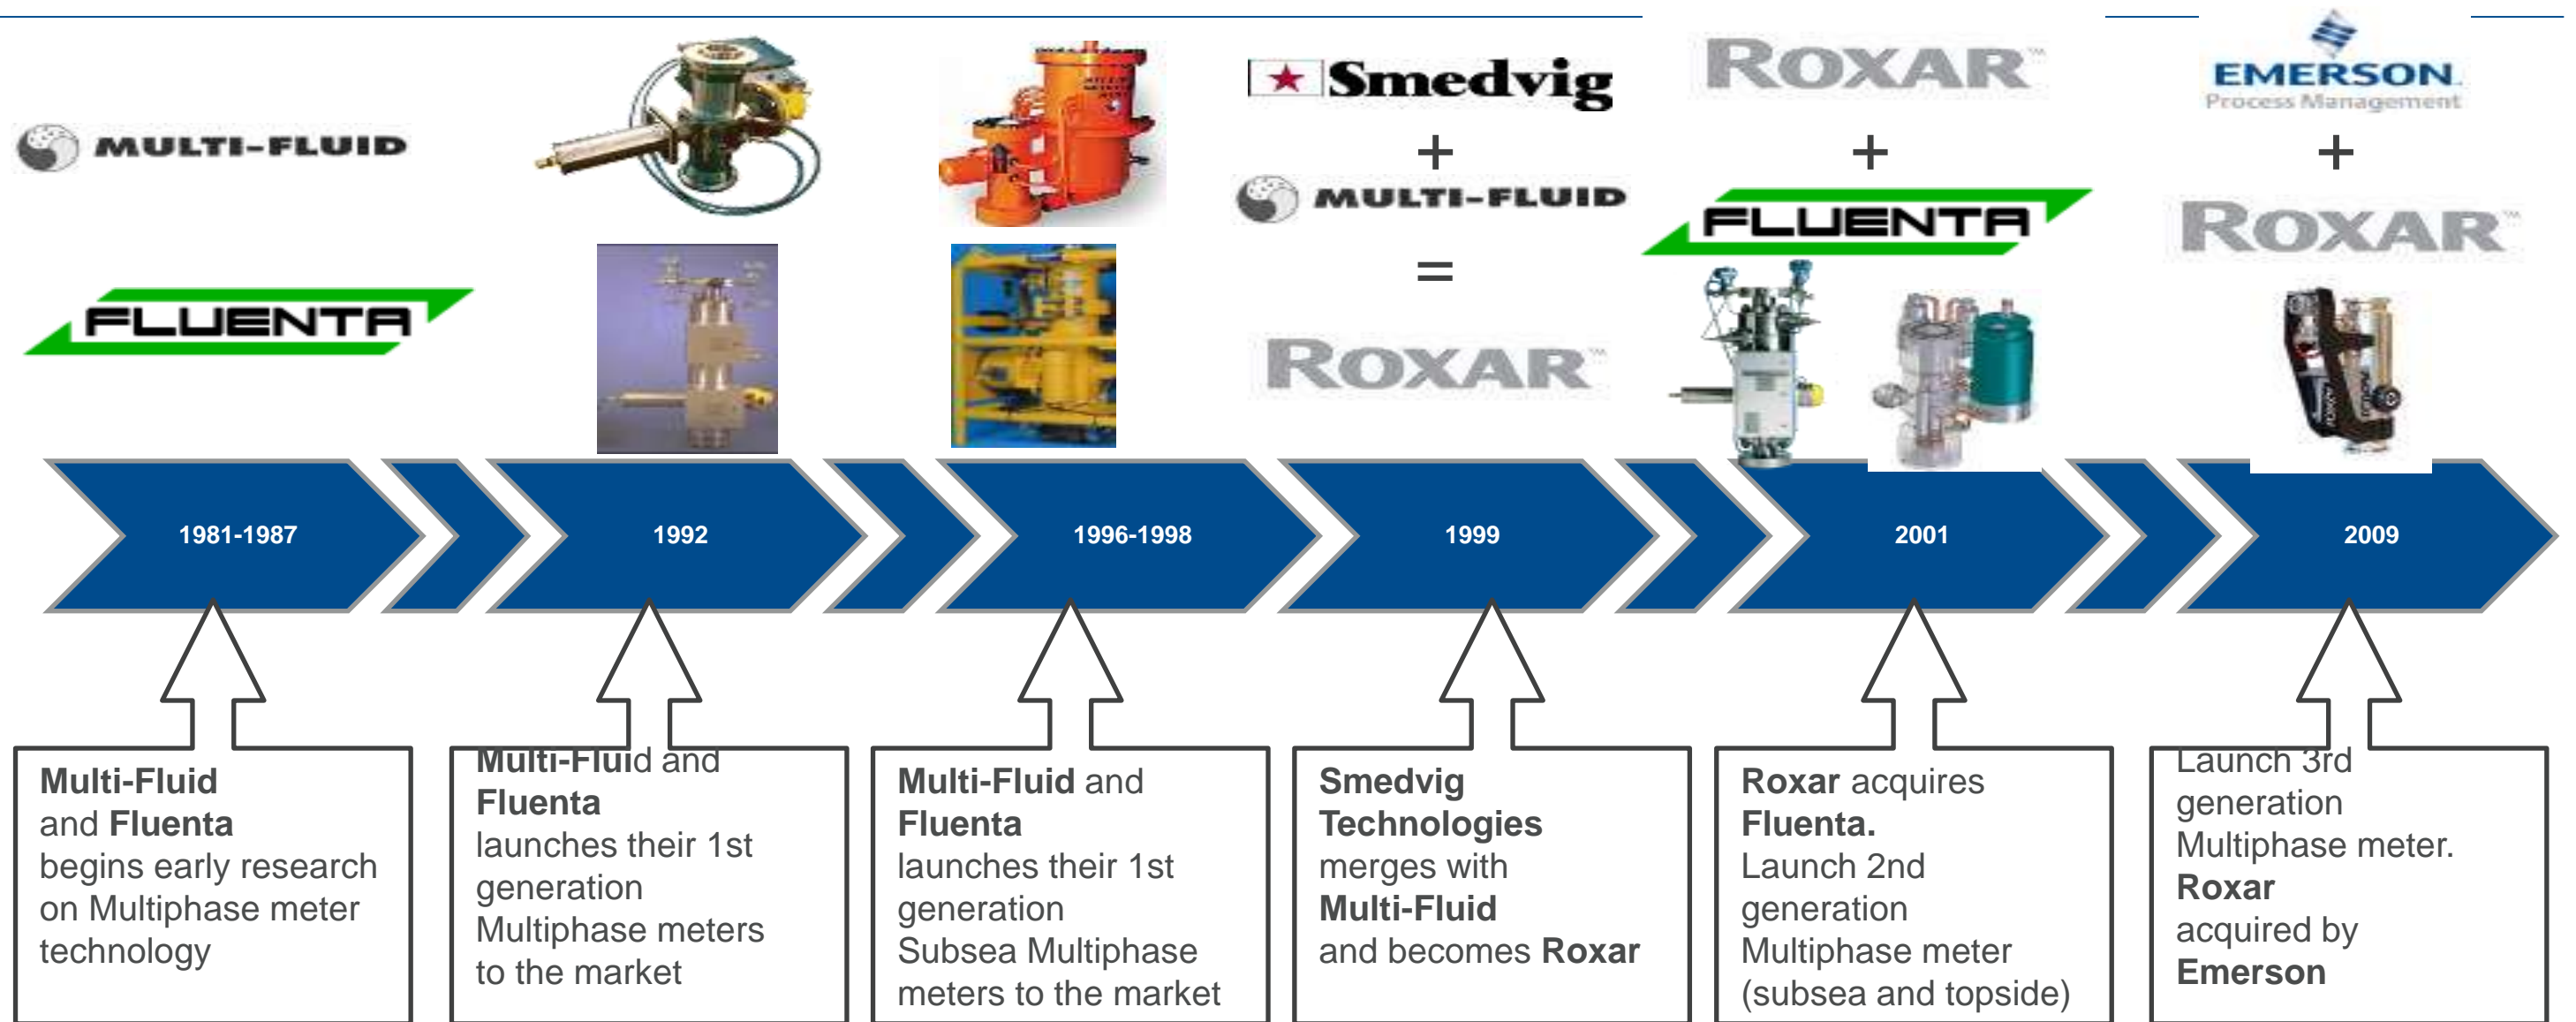 MULTI-FLUID
FLUENTA
Smedvig
+
MULTI-FLUID
=
ROXAR™
ROXAR™
+
FLUENTA
EMERSON
Process Management
+
ROXAR™
1981-1987
1992
1996-1998
1999
2001
2009
Multi-Fluid
and Fluenta
begins early research
on Multiphase meter
technology
Multi-Fluid and
Fluenta
launches their 1st
generation
Multiphase meters
to the market
Multi-Fluid and
Fluenta
launches their 1st
generation
Subsea Multiphase
meters to the market
Smedvig
Technologies
merges with
Multi-Fluid
and becomes Roxar
Roxar acquires
Fluenta.
Launch 2nd
generation
Multiphase meter
(subsea and topside)
Launch 3rd
generation
Multiphase meter.
Roxar
acquired by
Emerson